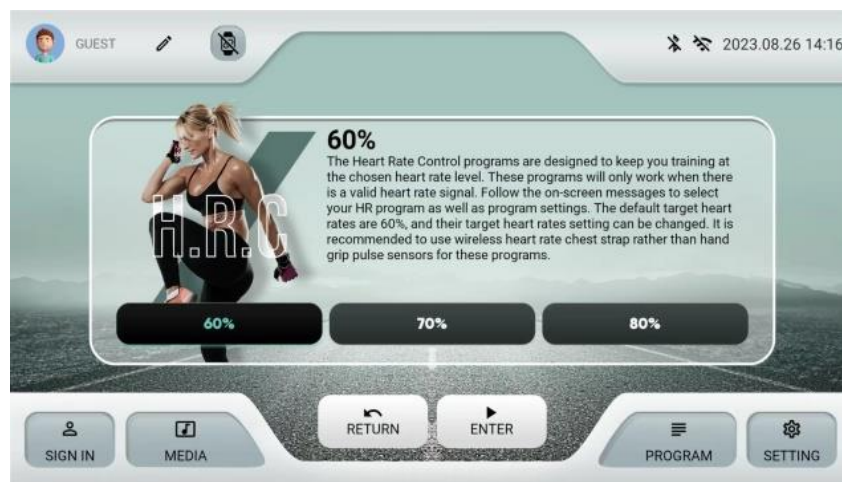 GUEST
2023.08.26 14:16
60%
The Heart Rate Control programs are designed to keep you training at
the chosen heart rate level. These programs will only work when there
is a valid heart rate signal. Follow the on-screen messages to select
your HR program as well as program settings. The default target heart
rates are 60%, and their target heart rates setting can be changed. It is
recommended to use wireless heart rate chest strap rather than hand
grip pulse sensors for these programs.
H.R.C
60%
70%
80%
RETURN
ENTER
SIGN IN
MEDIA
PROGRAM
SETTING